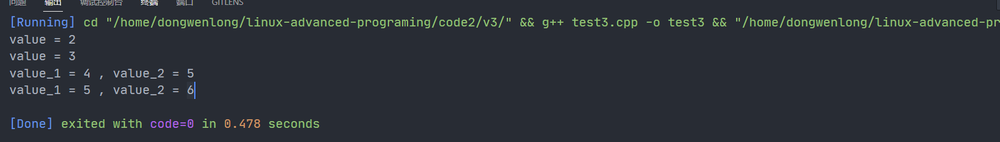 问题 输出 调试控制台 终端 端口 GITLENS
[Running] cd "/home/dongwenlong/linux-advanced-programing/code2/v3/" && g++ test3.cpp -o test3 && "/home/dongwenlong/linux-advanced-pr
value = 2
value = 3
value_1 = 4 , value_2 = 5
value_1 = 5 , value_2 = 6
[Done] exited with code=0 in 0.478 seconds